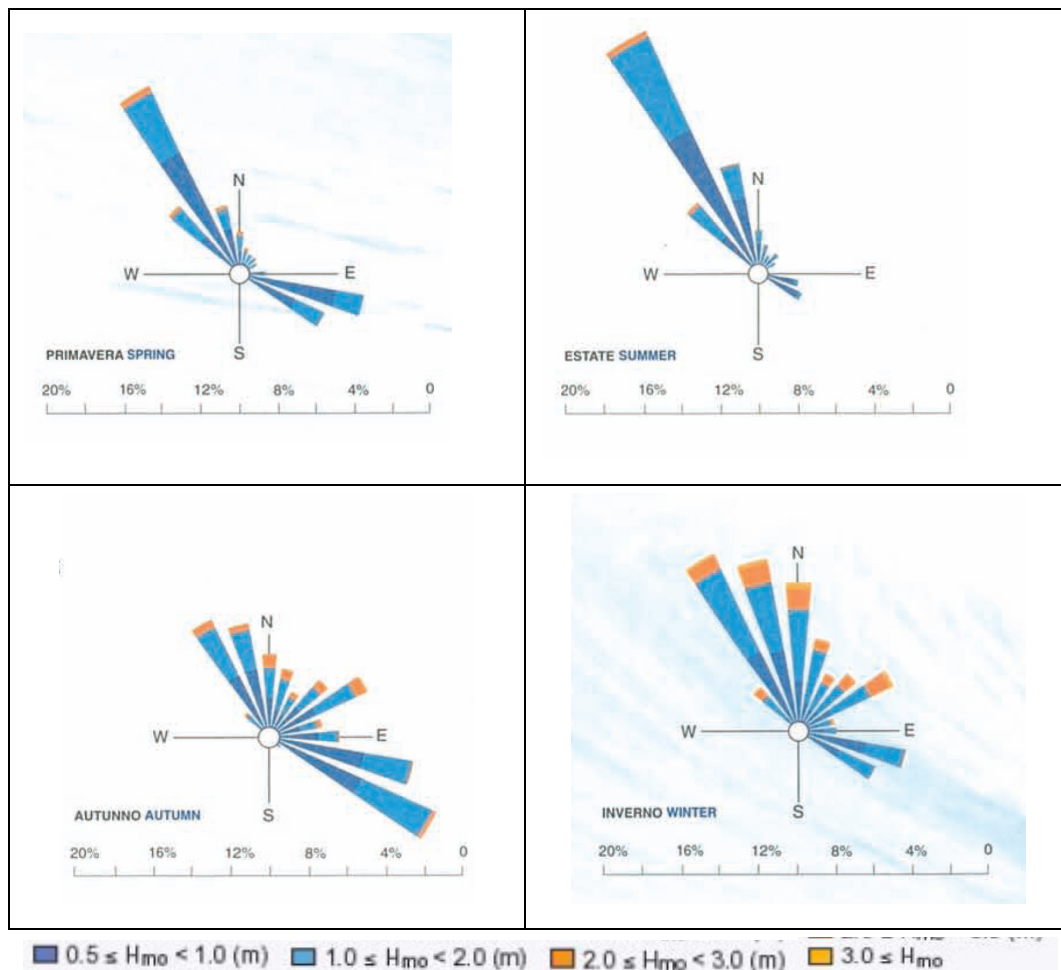 N
W
E
S
PRIMAVERA SPRING
20% 16% 12% 8% 4% 0
N
W
E
S
ESTATE SUMMER
20% 16% 12% 8% 4% 0
N
W
E
S
AUTUNNO AUTUMN
20% 16% 12% 8% 4% 0
N
W
E
S
INVERNO WINTER
20% 16% 12% 8% 4% 0
0.5 ≤ Hmo < 1.0 (m) 1.0 ≤ Hmo < 2.0 (m) 2.0 ≤ Hmo < 3.0 (m) 3.0 ≤ Hmo